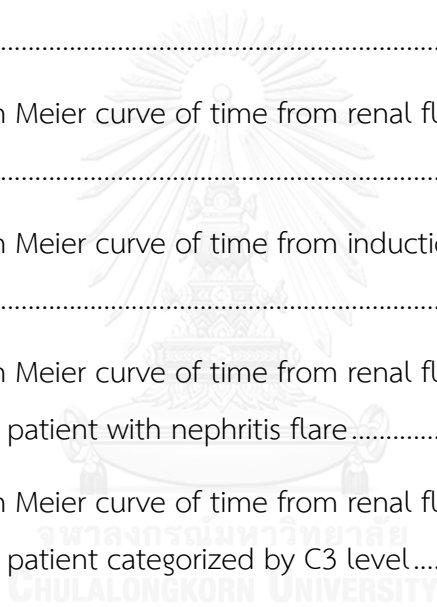 ....................................................................
n Meier curve of time from renal fl
....................................................................
n Meier curve of time from inducti
....................................................................
n Meier curve of time from renal fl
patient with nephritis flare..............
n Meier curve of time from renal fl
จุฬาลงกรณ์มหาวิทยาลัย
patient categorized by C3 level....
CHULALONGKORN UNIVERSITY